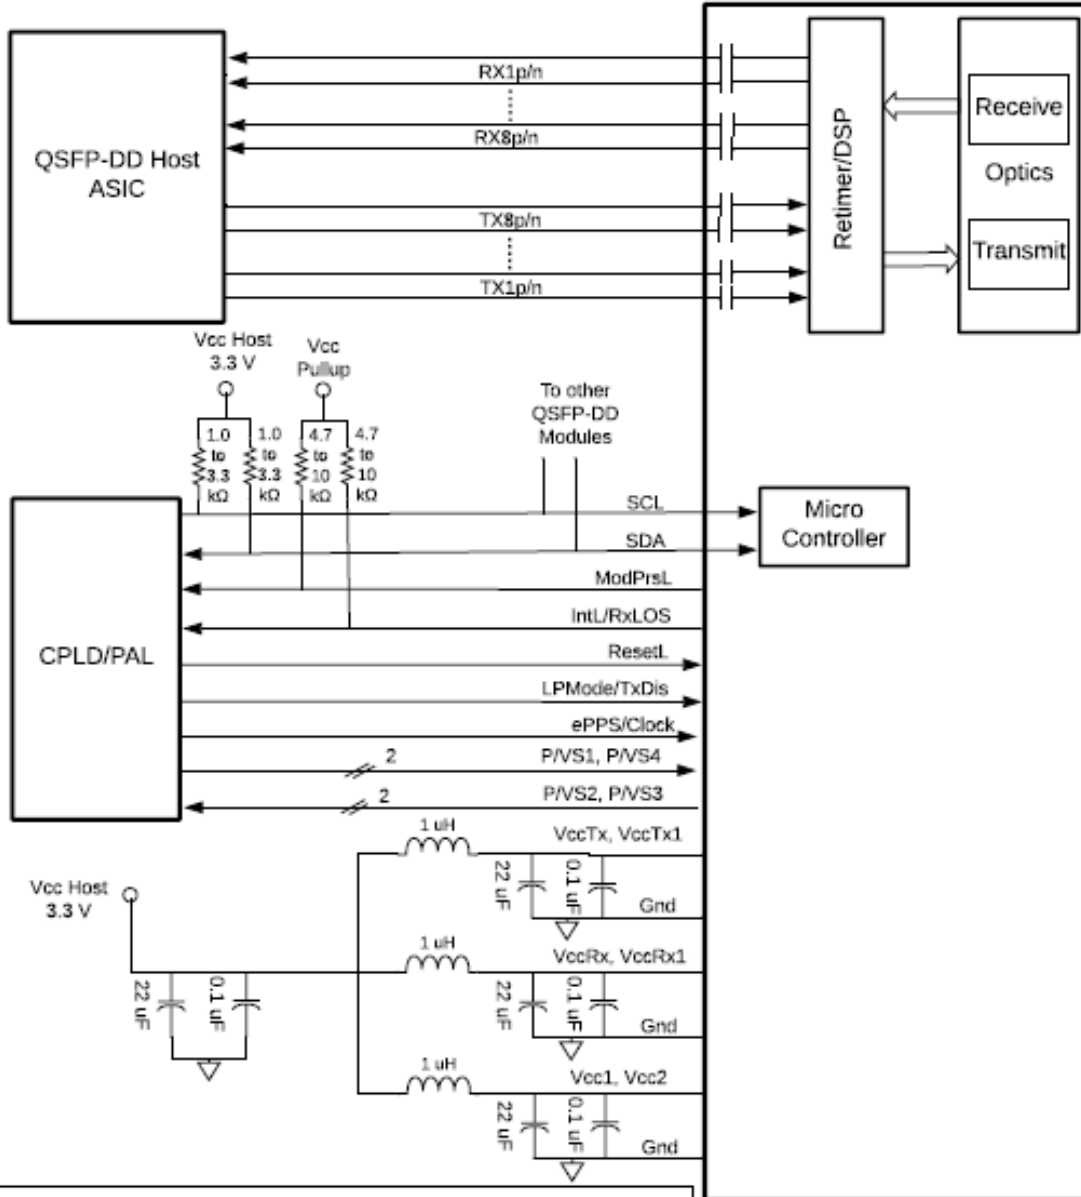 QSFP-DD Host
ASIC
RX1p/n
RX8p/n
TX8p/n
TX1p/n
Retimer/DSP
Receive
Optics
Transmit
Vcc Host
3.3 V
Vcc
Pullup
1.0
to
3.3
kΩ
1.0
to
3.3
kΩ
4.7
to
10
kΩ
4.7
to
10
kΩ
To other
QSFP-DD
Modules
SCL
SDA
ModPrsL
IntL/RxLOS
ResetL
LPMode/TxDis
ePPS/Clock
2
P/VS1, P/VS4
2
P/VS2, P/VS3
CPLD/PAL
Micro
Controller
1 uH
VccTx, VccTx1
22 uF
0.1 uF
Gnd
Vcc Host
3.3 V
22 uF
0.1 uF
1 uH
VccRx, VccRx1
22 uF
0.1 uF
Gnd
1 uH
Vcc1, Vcc2
22 uF
0.1 uF
Gnd